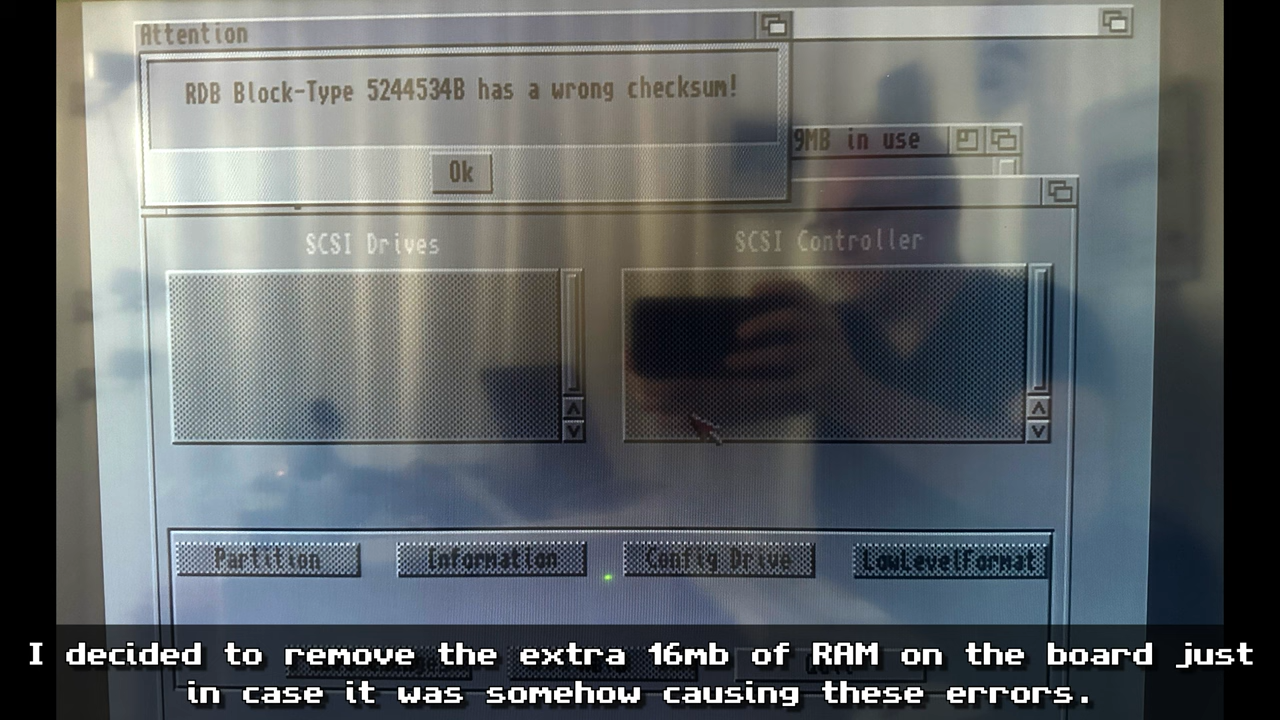 Attention
RDB Block-Type 5244534B has a wrong checksum!
9MB in use
Ok
SCSI Drives
SCSI Controller
Partition
Information
Config Drive
LowLevelFormat
I decided to remove the extra 16mb of RAM on the board just
in case it was somehow causing these errors.